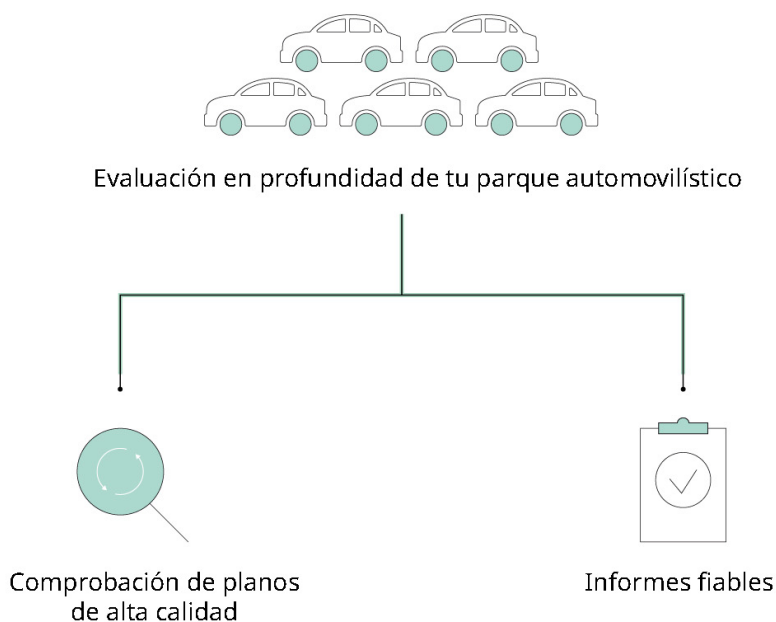 Evaluación en profundidad de tu parque automovilístico
Comprobación de planos
de alta calidad
Informes fiables